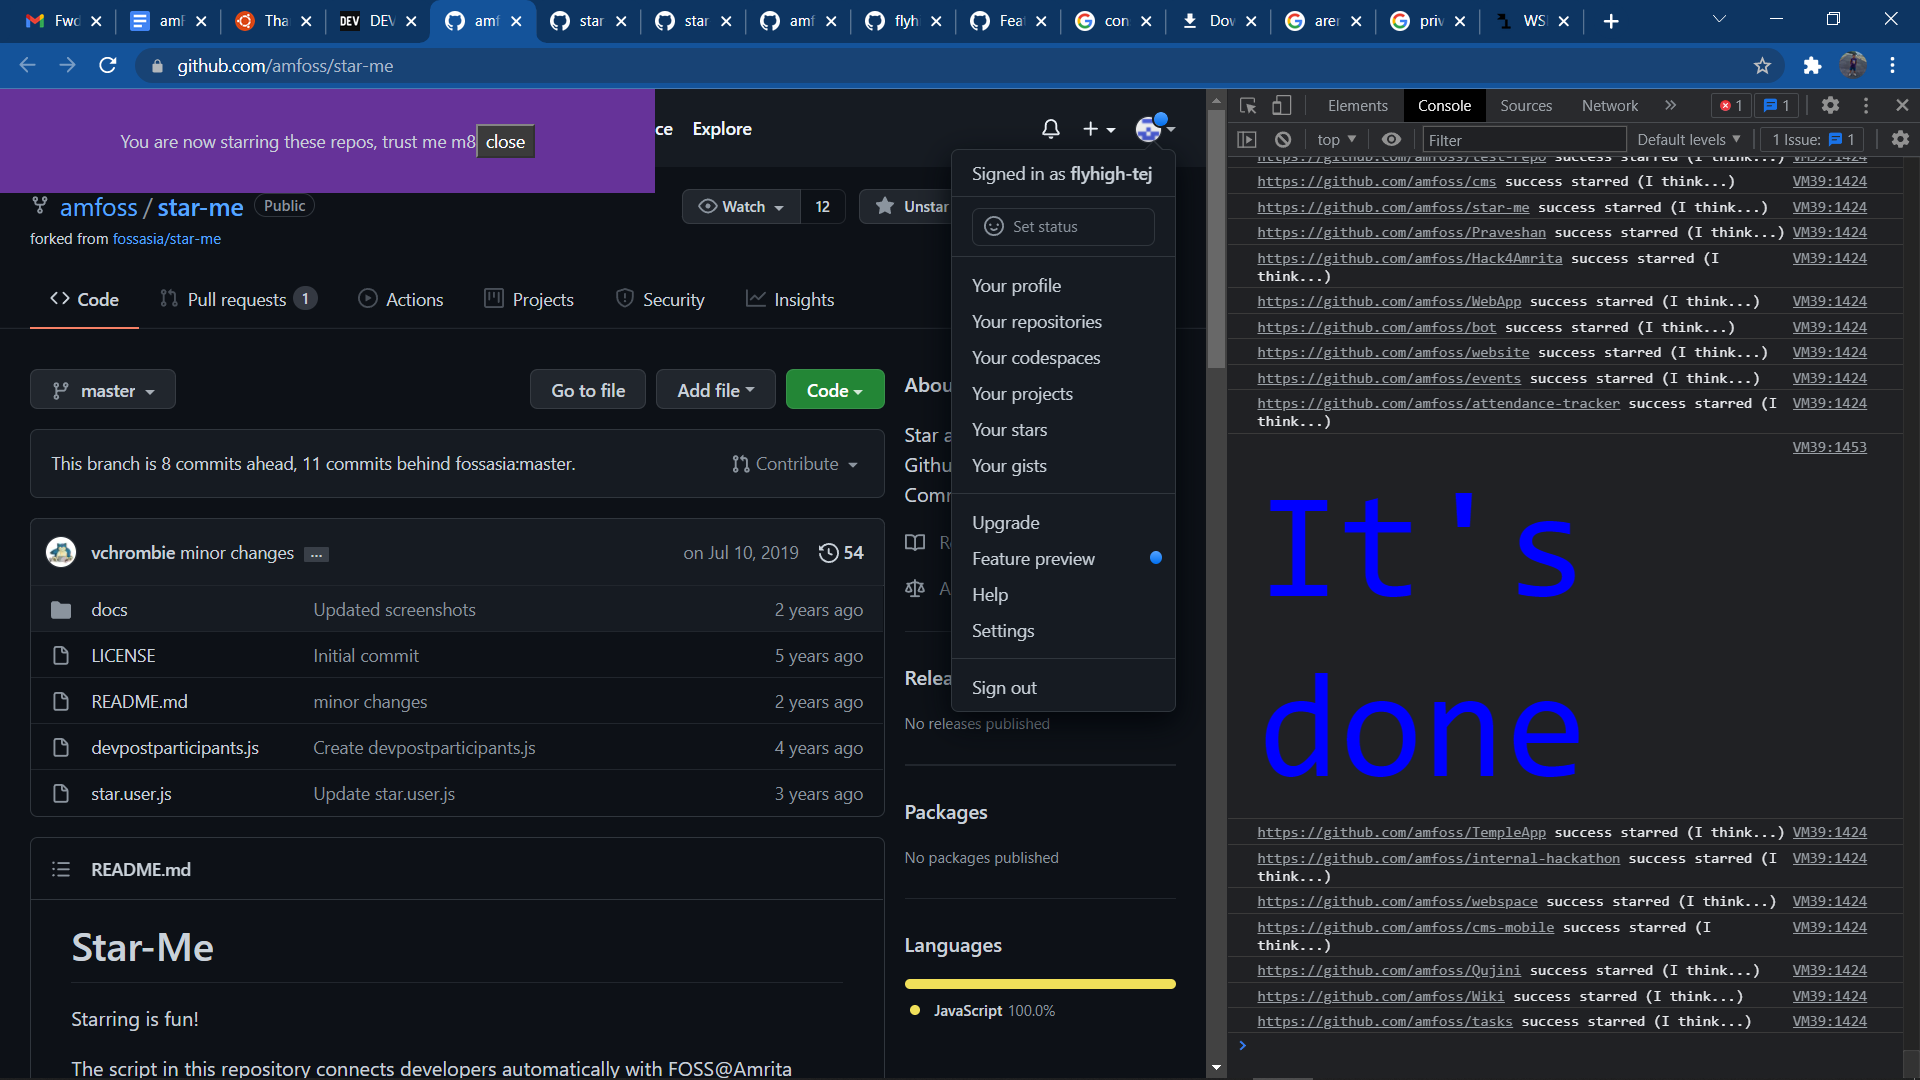 Fwd
amF
Tha
DEV
DEV
amf
star
star
amf
flyh
Fea
con
Dov
arer
priv
WSL
github.com/amfoss/star-me
You are now starring these repos, trust me m8
close
ce
Explore
Signed in as flyhigh-tej
Set status
Your profile
Your repositories
Your codespaces
Your projects
Your stars
Your gists
Upgrade
Feature preview
Help
Settings
Sign out
amfoss / star-me
Public
Watch
12
Unstar
forked from fossasia/star-me
Code
Pull requests 1
Actions
Projects
Security
Insights
master
Go to file
Add file
Code
This branch is 8 commits ahead, 11 commits behind fossasia:master.
Contribute
vchrombie minor changes ...
on Jul 10, 2019
54
docs
Updated screenshots
2 years ago
LICENSE
Initial commit
5 years ago
README.md
minor changes
2 years ago
devpostparticipants.js
Create devpostparticipants.js
4 years ago
star.user.js
Update star.user.js
3 years ago
README.md
Star-Me
Starring is fun!
The script in this repository connects developers automatically with FOSS@Amrita
Abou
Star a
Githu
Comm
R
A
Relea
No releases published
Packages
No packages published
Languages
JavaScript 100.0%
Elements
Console
Sources
Network
1
1
top
Filter
Default levels
1 Issue: 1
https://github.com/amfoss/test-repo success starred (I think...) VM39:1424
https://github.com/amfoss/cms success starred (I think...) VM39:1424
https://github.com/amfoss/star-me success starred (I think...) VM39:1424
https://github.com/amfoss/Praveshan success starred (I think...) VM39:1424
https://github.com/amfoss/Hack4Amrita success starred (I VM39:1424
think...)
https://github.com/amfoss/WebApp success starred (I think...) VM39:1424
https://github.com/amfoss/bot success starred (I think...) VM39:1424
https://github.com/amfoss/website success starred (I think...) VM39:1424
https://github.com/amfoss/events success starred (I think...) VM39:1424
https://github.com/amfoss/attendance-tracker success starred (I VM39:1424
think...)
VM39:1453
It's
done
https://github.com/amfoss/TempleApp success starred (I think...) VM39:1424
https://github.com/amfoss/internal-hackathon success starred (I VM39:1424
think...)
https://github.com/amfoss/webspace success starred (I think...) VM39:1424
https://github.com/amfoss/cms-mobile success starred (I VM39:1424
think...)
https://github.com/amfoss/Qujini success starred (I think...) VM39:1424
https://github.com/amfoss/Wiki success starred (I think...) VM39:1424
https://github.com/amfoss/tasks success starred (I think...) VM39:1424